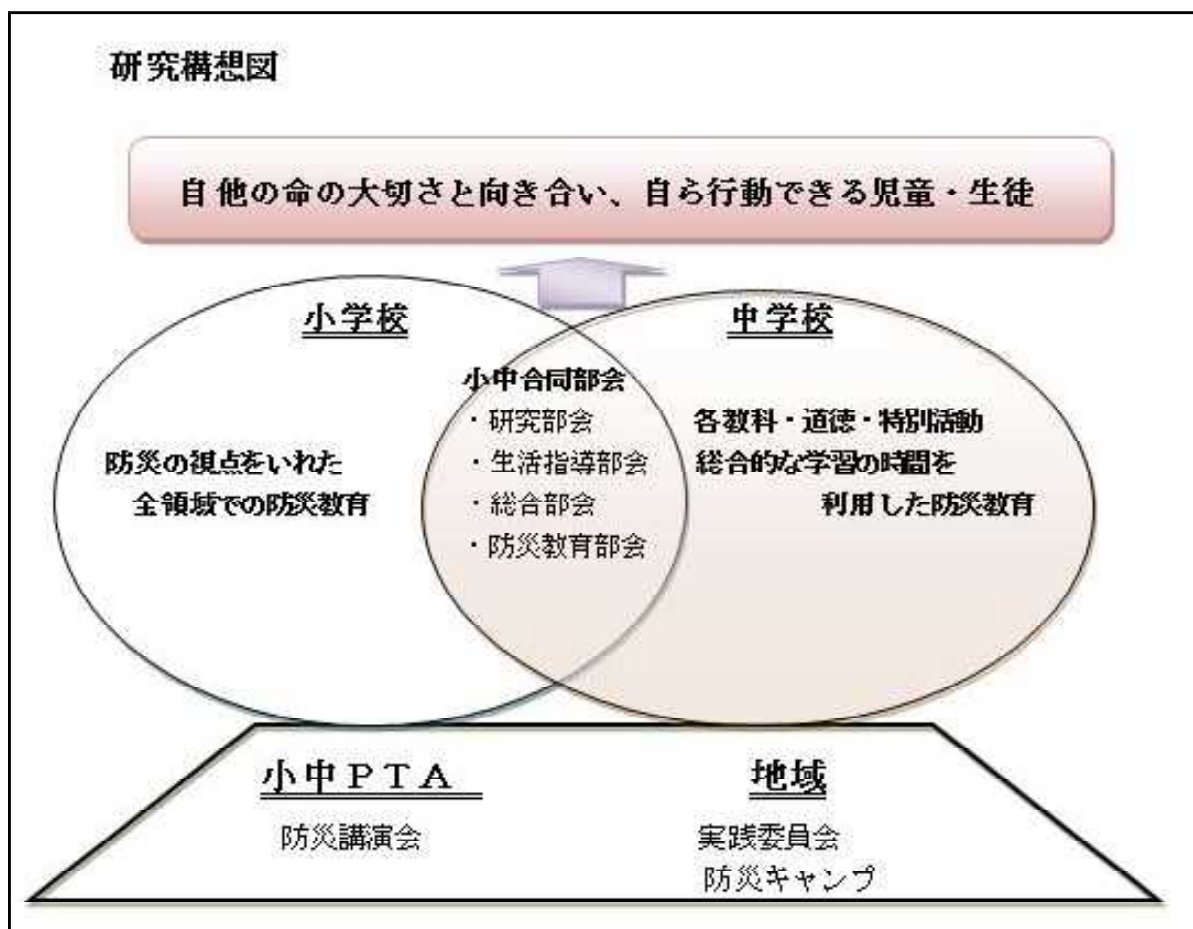 研究構想図
自他の命の大切さと向き合い、自ら行動できる児童・生徒
小学校
防災の視点をいれた
全領域での防災教育
小中合同部会
・研究部会
・生活指導部会
・総合部会
・防災教育部会
中学校
各教科・道徳・特別活動
総合的な学習の時間を
利用した防災教育
小中ＰＴＡ
防災講演会
地域
実践委員会
防災キャンプ